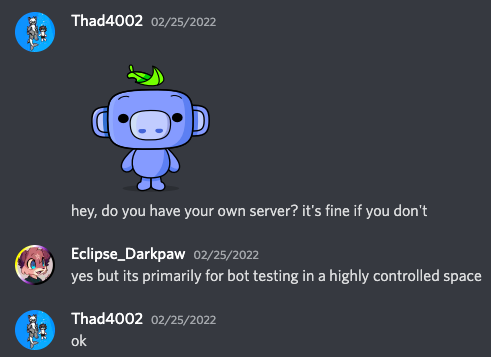 Thad4002 02/25/2022
hey, do you have your own server? it's fine if you don't
Eclipse_Darkpaw 02/25/2022
yes but its primarily for bot testing in a highly controlled space
Thad4002 02/25/2022
ok